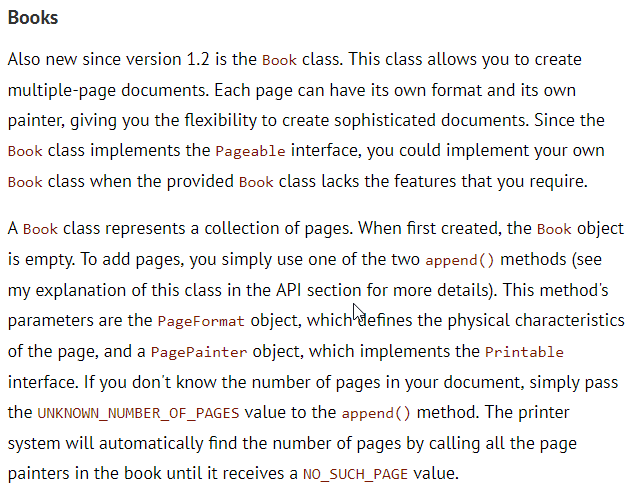 Books
Also new since version 1.2 is the Book class. This class allows you to create
multiple-page documents. Each page can have its own format and its own
painter, giving you the flexibility to create sophisticated documents. Since the
Book class implements the Pageable interface, you could implement your own
Book class when the provided Book class lacks the features that you require.
A Book class represents a collection of pages. When first created, the Book object
is empty. To add pages, you simply use one of the two append() methods (see
my explanation of this class in the API section for more details). This method's
parameters are the PageFormat object, which defines the physical characteristics
of the page, and a PagePainter object, which implements the Printable
interface. If you don't know the number of pages in your document, simply pass
the UNKNOWN_NUMBER_OF_PAGES value to the append() method. The printer
system will automatically find the number of pages by calling all the page
painters in the book until it receives a NO_SUCH_PAGE value.